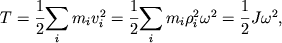 $T = \frac{1}{2} \sum_i m_i v_i^2 = \frac{1}{2} \sum_i m_i \rho_i^2 \omega^2 = \frac{1}{2} J \omega^2,$